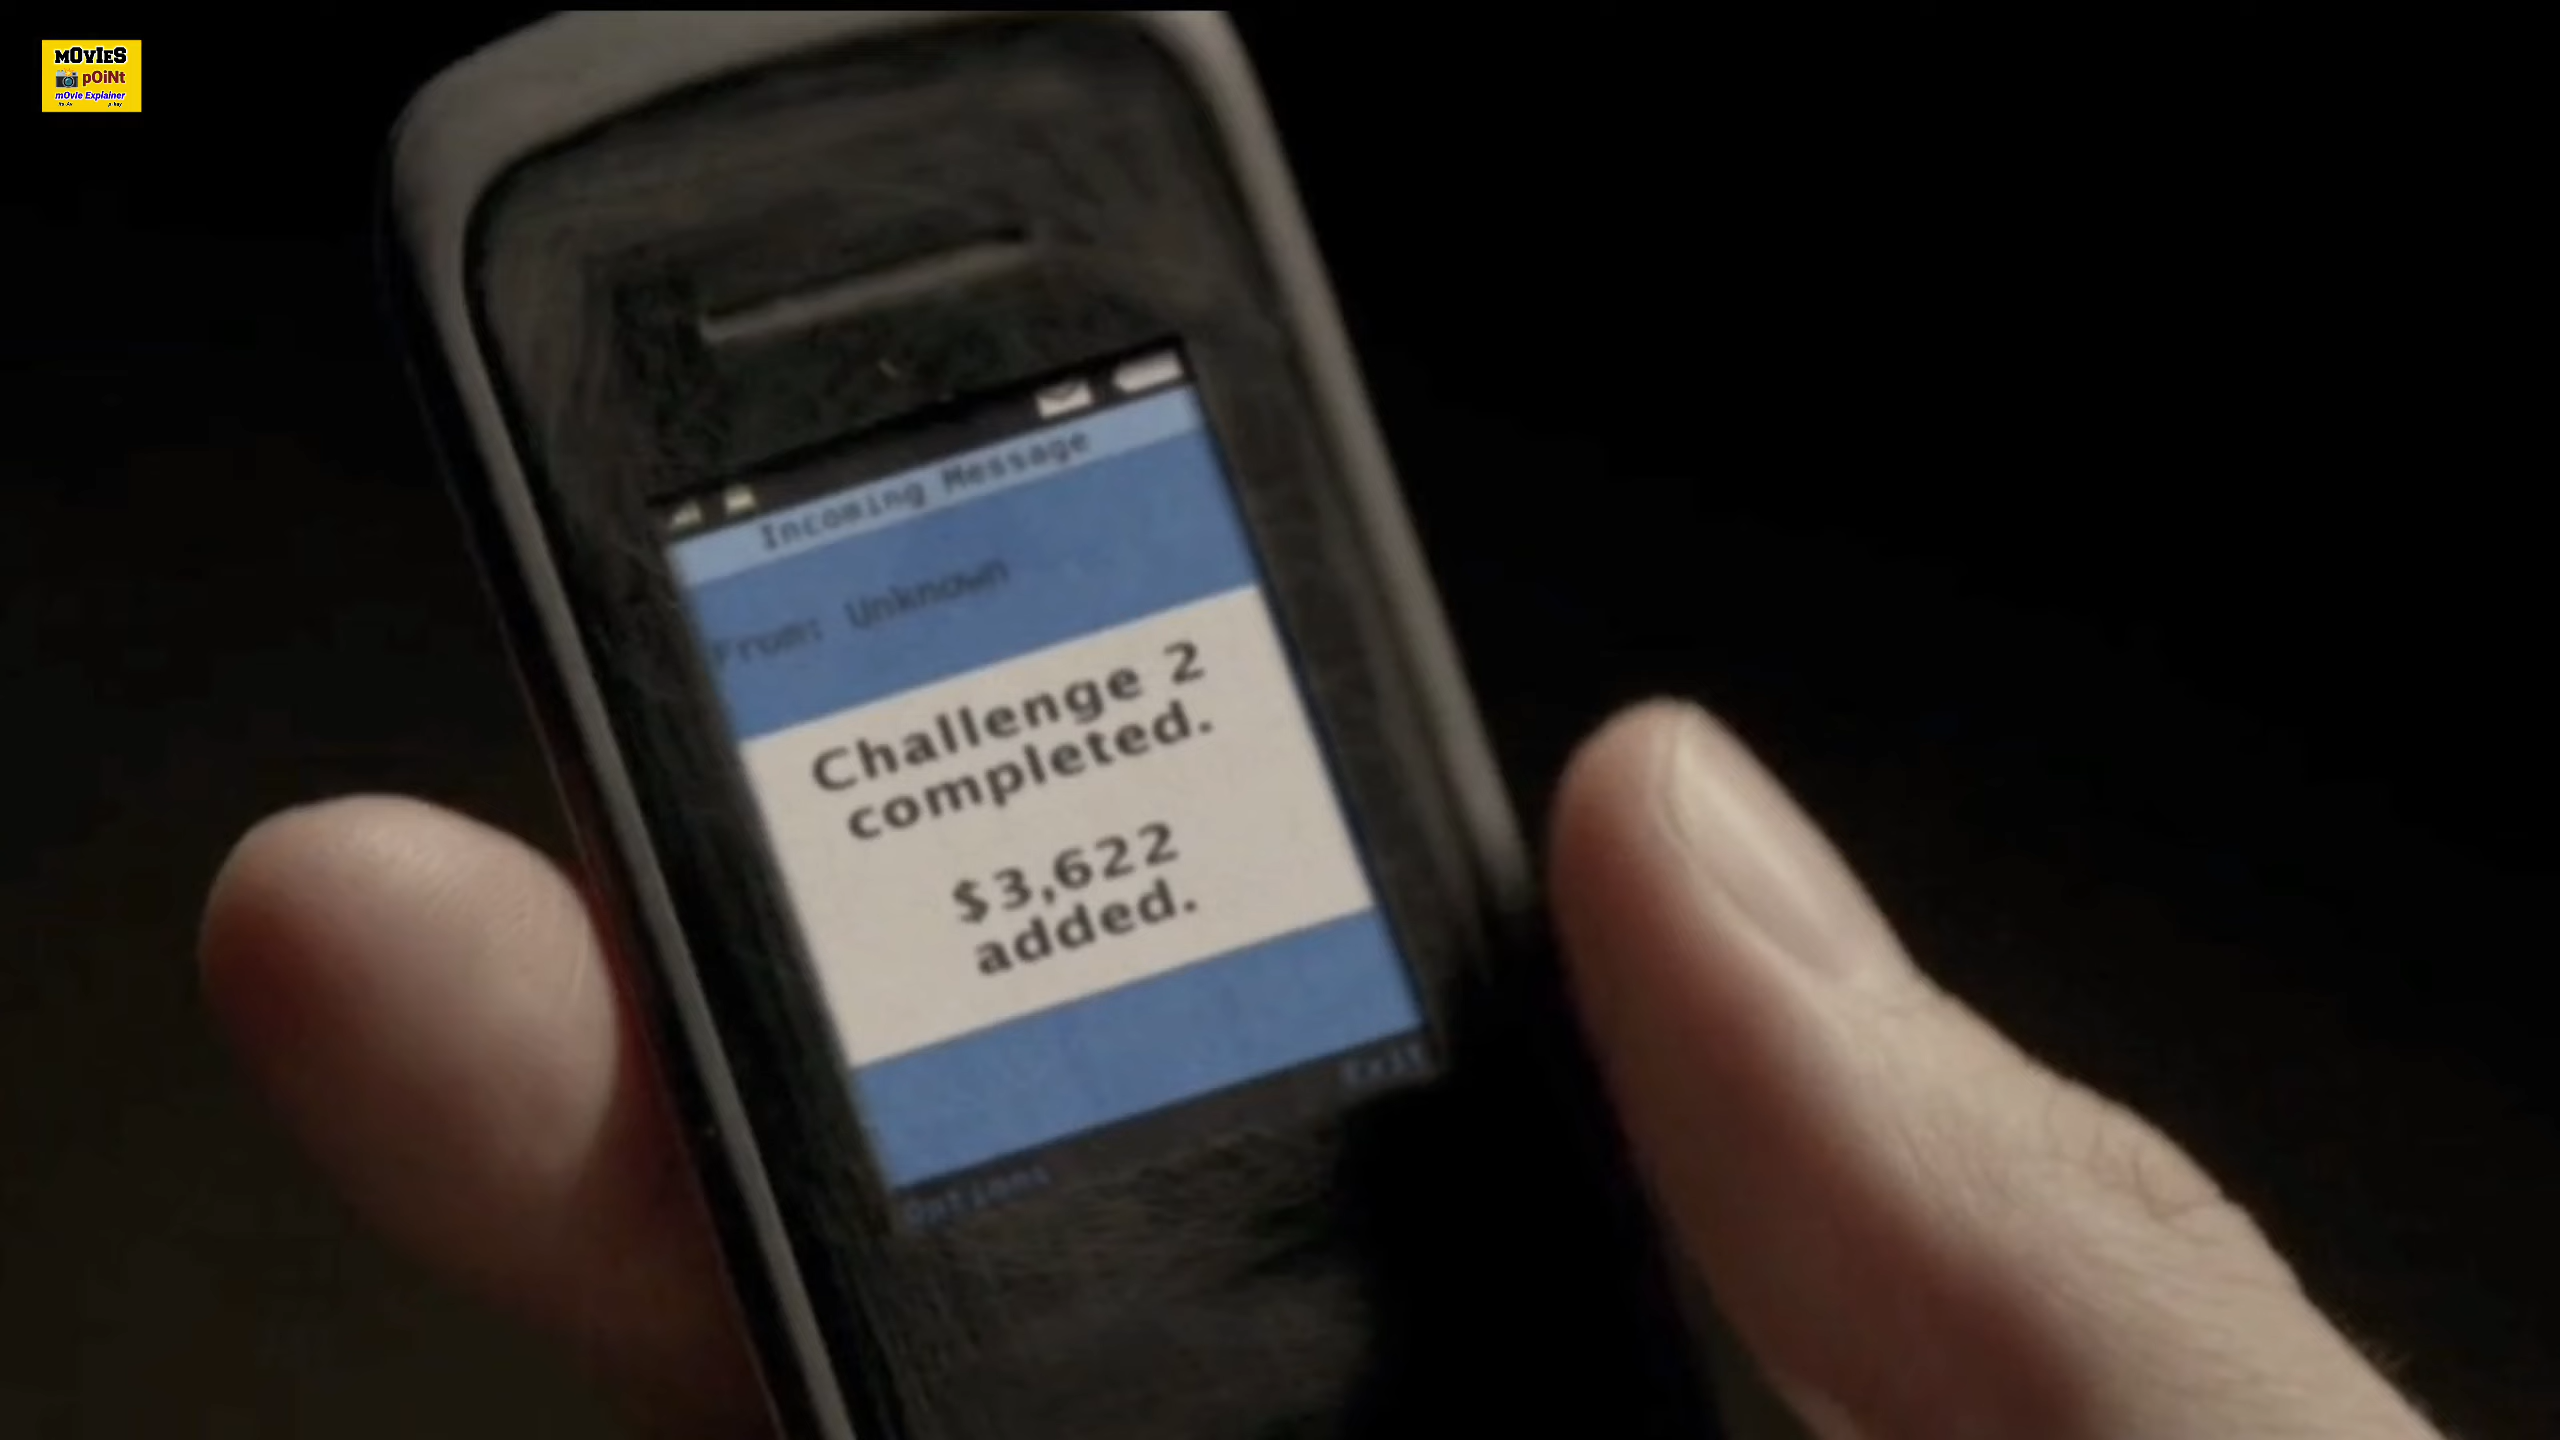 MOVIES
pOiNt
mOvIe Explainer
Incoming Message
From: Unknown
Challenge 2
completed.
$3,622
added.
Exit
Options